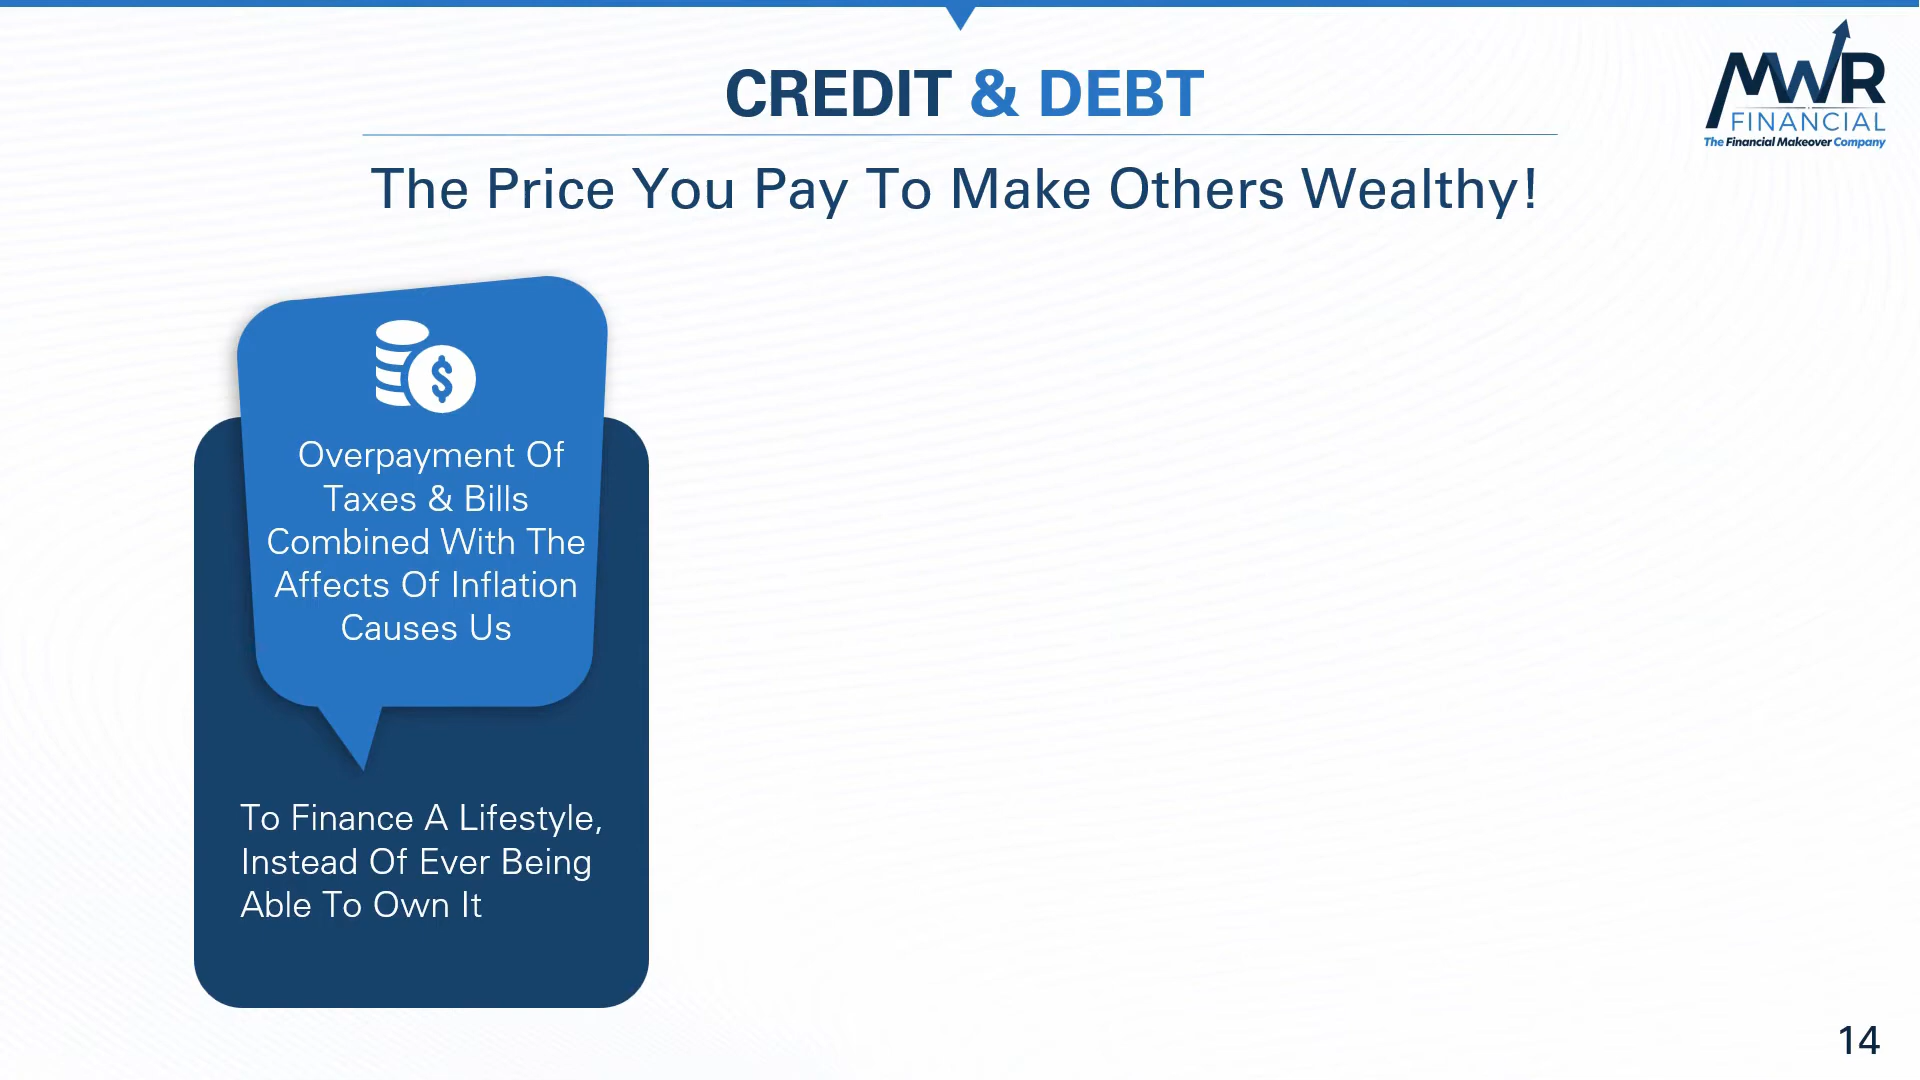 CREDIT & DEBT
MWR
FINANCIAL
The Financial Makeover Company
The Price You Pay To Make Others Wealthy!
$
Overpayment Of
Taxes & Bills
Combined With The
Affects Of Inflation
Causes Us
To Finance A Lifestyle,
Instead Of Ever Being
Able To Own It
14